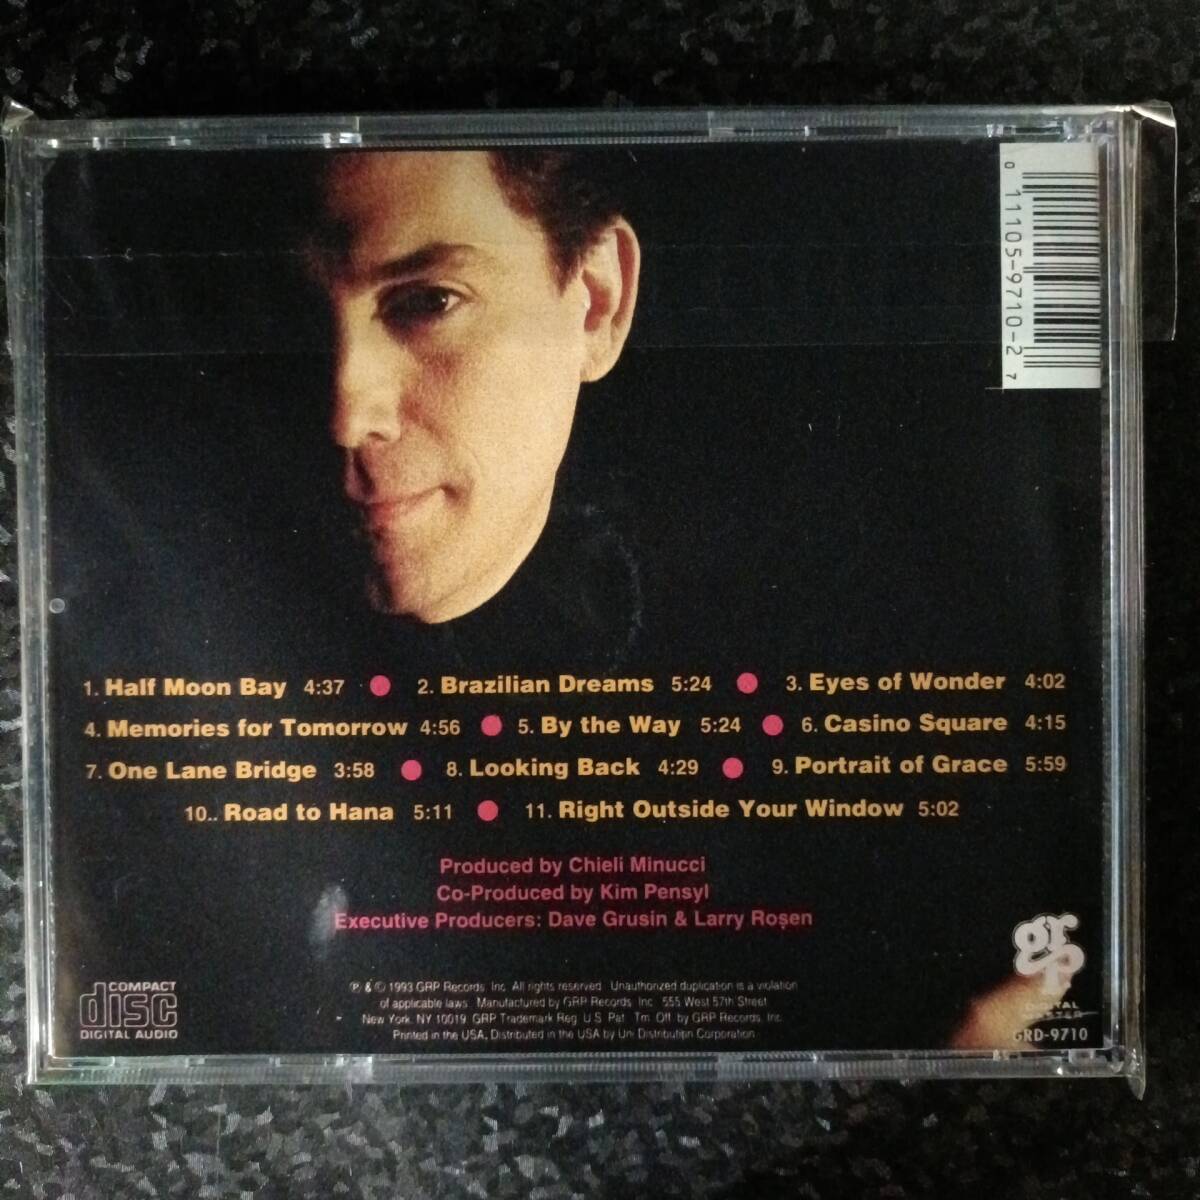 0 11105-9710-2 7
1. Half Moon Bay 4:37 ● 2. Brazilian Dreams 5:24 ● 3. Eyes of Wonder 4:02
4. Memories for Tomorrow 4:56 ● 5. By the Way 5:24 ● 6. Casino Square 4:15
7. One Lane Bridge 3:58 ● 8. Looking Back 4:29 ● 9. Portrait of Grace 5:59
10.. Road to Hana 5:11 ● 11. Right Outside Your Window 5:02
Produced by Chieli Minucci
Co-Produced by Kim Pensyl
Executive Producers: Dave Grusin & Larry Rosen
℗ & © 1993 GRP Records, Inc. All rights reserved. Unauthorized duplication is a violation
of applicable laws. Manufactured by GRP Records, Inc. 555 West 57th Street
New York, NY 10019. GRP Trademark Reg. U.S. Pat. Tm. Off. by GRP Records, Inc.
Printed in the USA. Distributed in the USA by Uni Distribution Corporation
COMPACT
disc
DIGITAL AUDIO
grp
DIGITAL
MASTER
GRD-9710